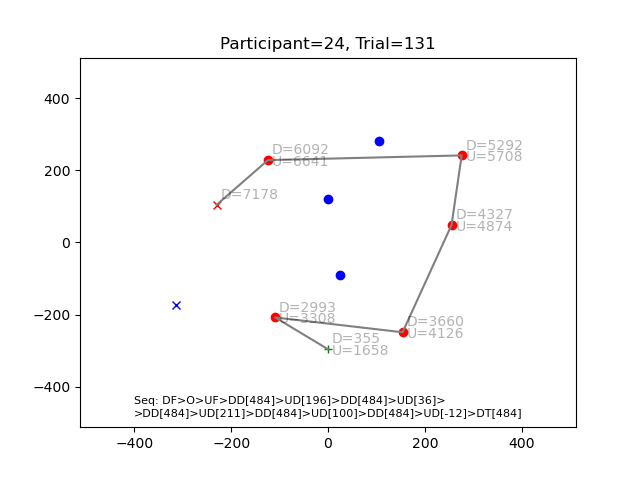 Participant=24, Trial=131
400
200
0
−200
−400
D=6092
U=6641
D=5292
U=5708
D=7178
D=4327
U=4874
D=2993
U=3308
D=3660
U=4126
D=355
U=1658
Seq: DF>O>UF>DD[484]>UD[196]>DD[484]>UD[36]>
>DD[484]>UD[211]>DD[484]>UD[100]>DD[484]>UD[-12]>DT[484]
−400
−200
0
200
400